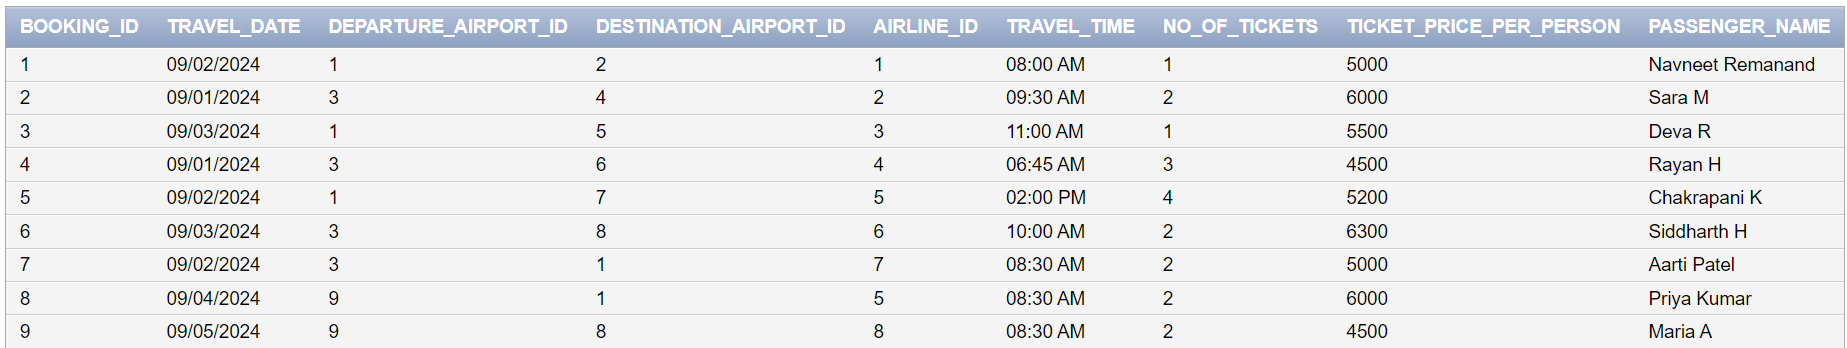 BOOKING_ID TRAVEL_DATE DEPARTURE_AIRPORT_ID DESTINATION_AIRPORT_ID AIRLINE_ID TRAVEL_TIME NO_OF_TICKETS TICKET_PRICE_PER_PERSON PASSENGER_NAME
1 09/02/2024 1 2 1 08:00 AM 1 5000 Navneet Remanand
2 09/01/2024 3 4 2 09:30 AM 2 6000 Sara M
3 09/03/2024 1 5 3 11:00 AM 1 5500 Deva R
4 09/01/2024 3 6 4 06:45 AM 3 4500 Rayan H
5 09/02/2024 1 7 5 02:00 PM 4 5200 Chakrapani K
6 09/03/2024 3 8 6 10:00 AM 2 6300 Siddharth H
7 09/02/2024 3 1 7 08:30 AM 2 5000 Aarti Patel
8 09/04/2024 9 1 5 08:30 AM 2 6000 Priya Kumar
9 09/05/2024 9 8 8 08:30 AM 2 4500 Maria A